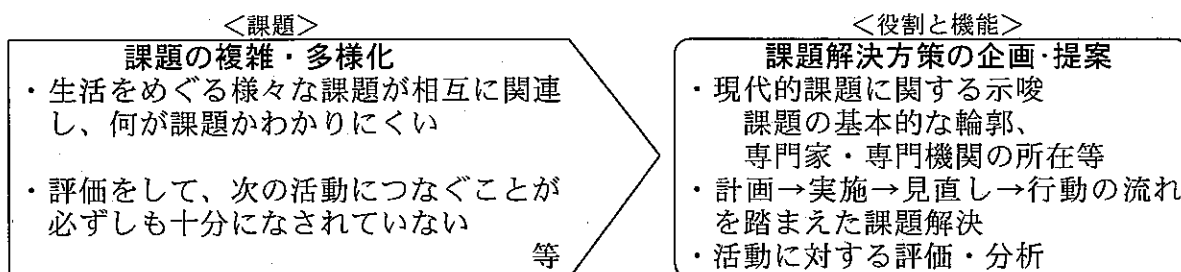 <課題>
課題の複雑・多様化
・生活をめぐる様々な課題が相互に関連
し、何が課題かわかりにくい
・評価をして、次の活動につなぐことが
必ずしも十分になされていない
等
<役割と機能>
課題解決方策の企画・提案
・現代的課題に関する示唆
課題の基本的な輪郭、
専門家・専門機関の所在等
・計画→実施→見直し→行動の流れ
を踏まえた課題解決
・活動に対する評価・分析